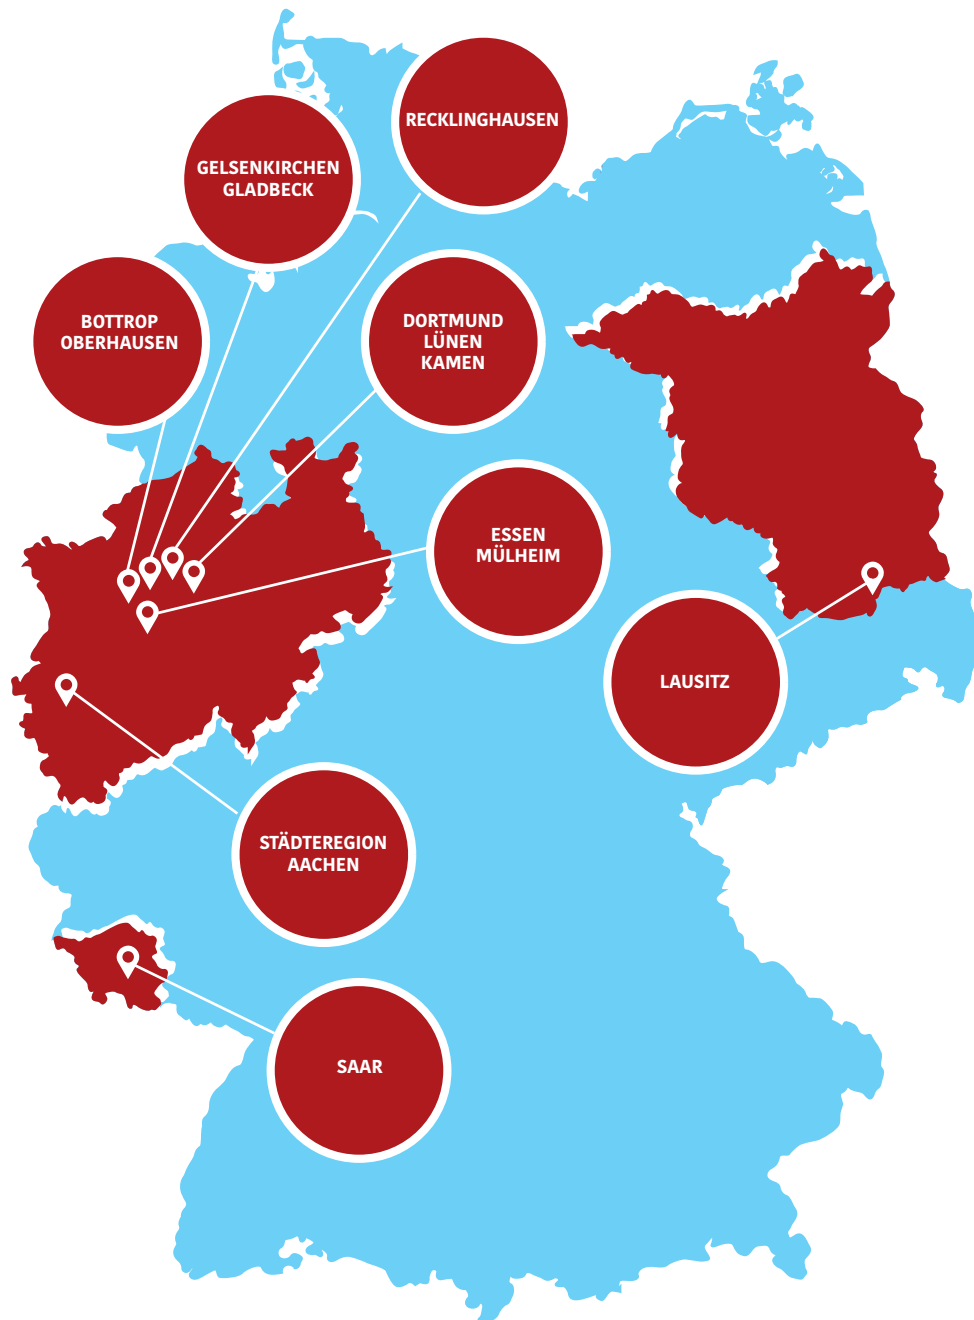 RECKLINGHAUSEN
GELSENKIRCHEN
GLADBECK
BOTTROP
OBERHAUSEN
DORTMUND
LÜNEN
KAMEN
ESSEN
MÜLHEIM
LAUSITZ
STÄDTEREGION
AACHEN
SAAR